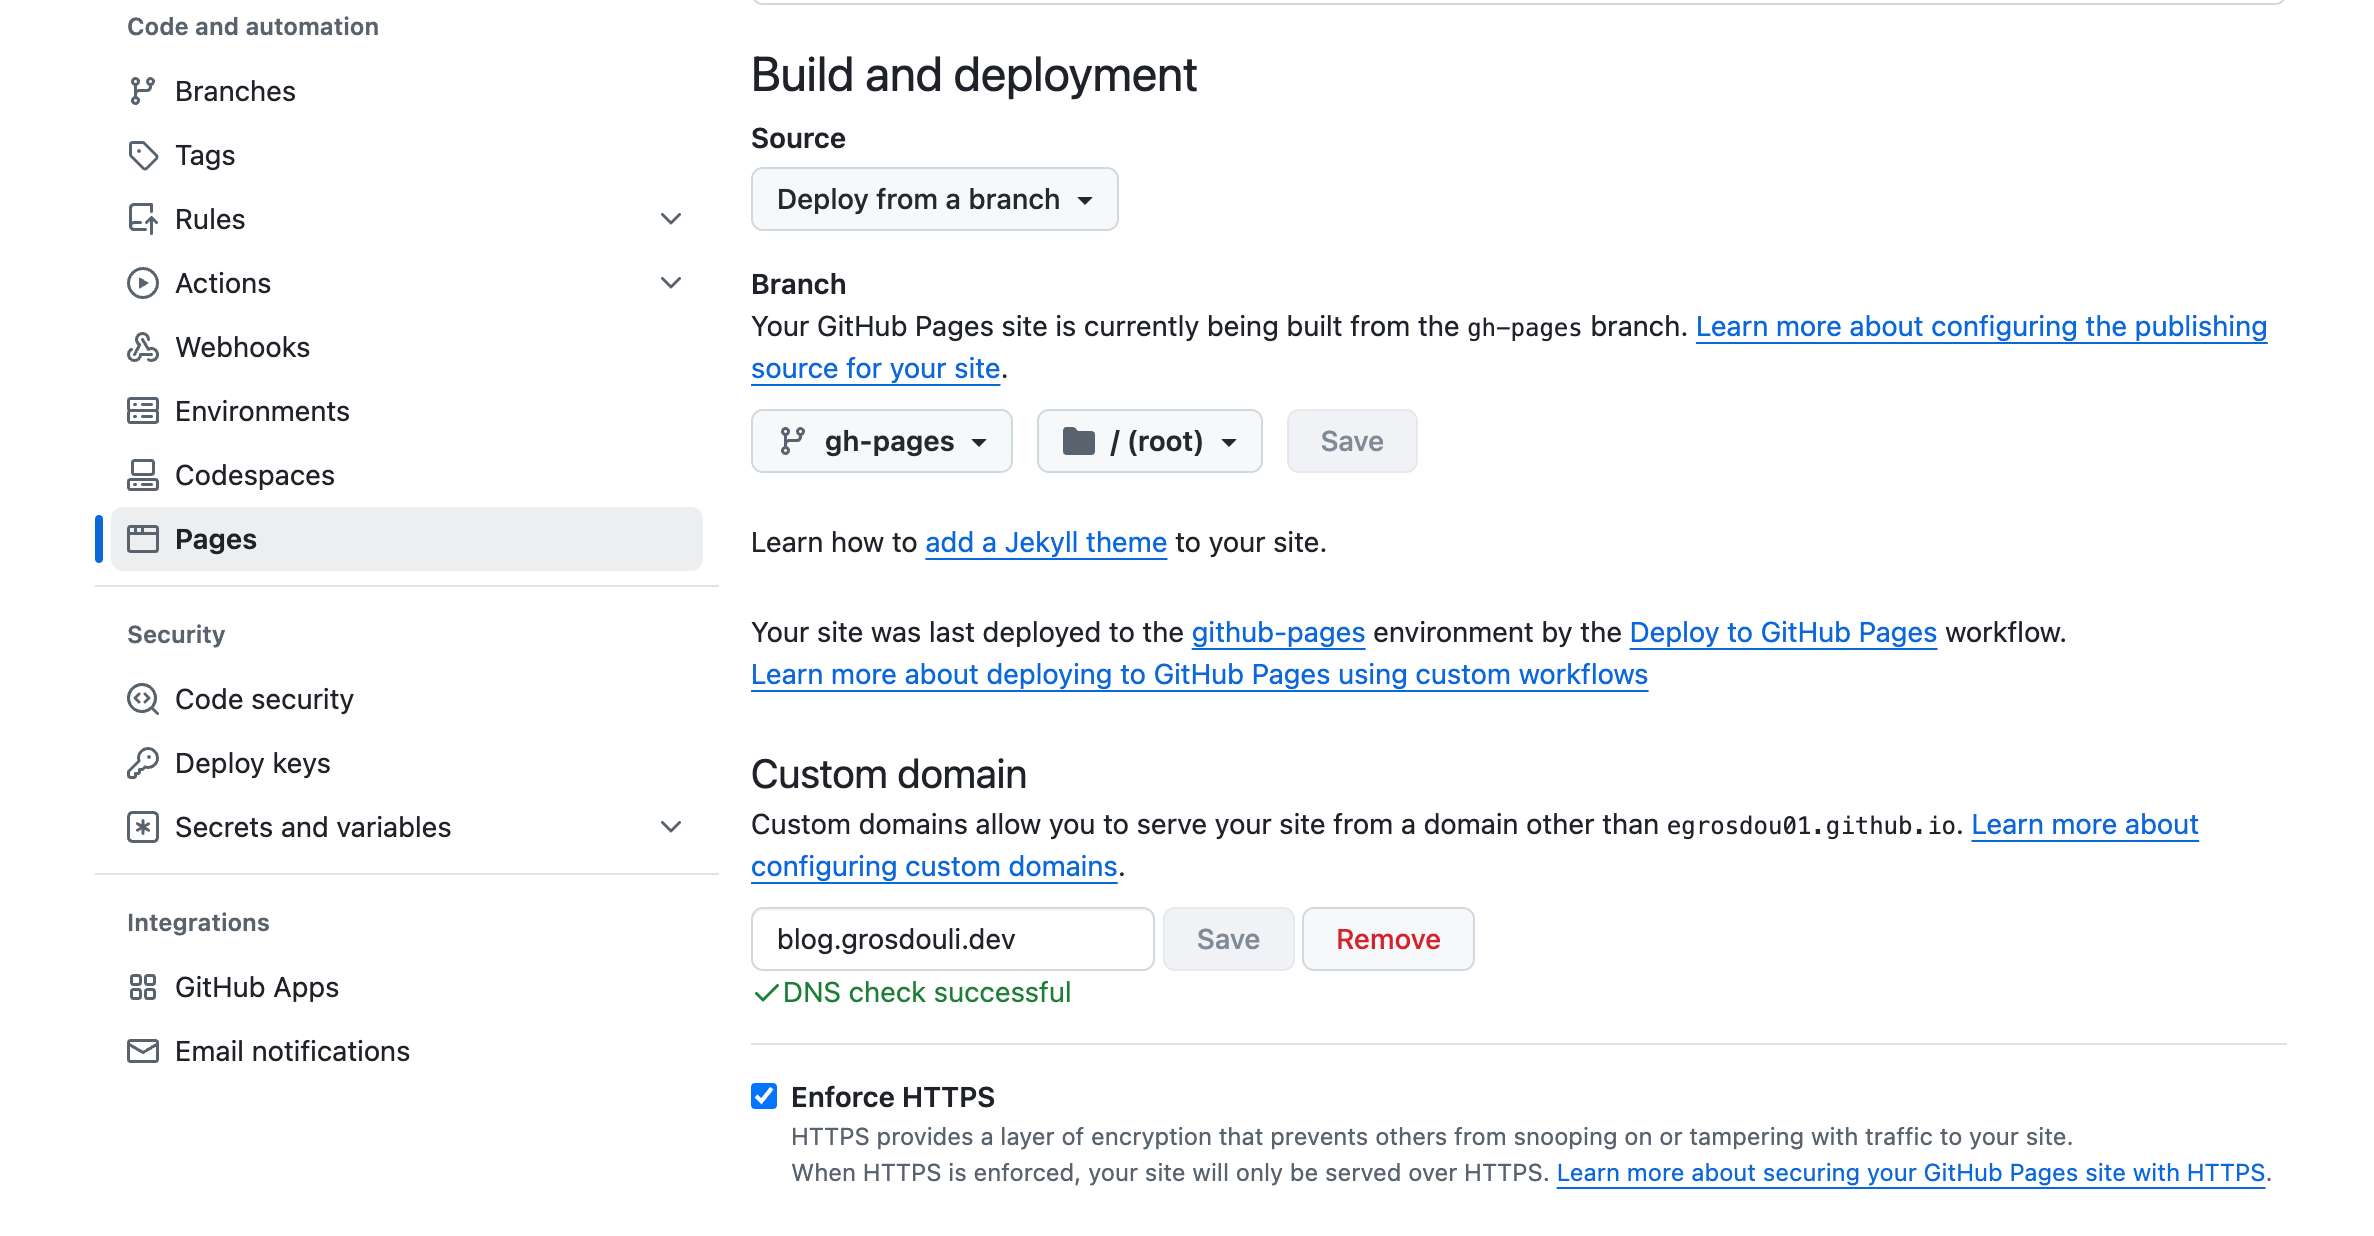 Code and automation
Branches
Tags
Rules
Actions
Webhooks
Environments
Codespaces
Pages
Security
Code security
Deploy keys
Secrets and variables
Integrations
GitHub Apps
Email notifications
Build and deployment
Source
Deploy from a branch
Branch
Your GitHub Pages site is currently being built from the gh-pages branch. Learn more about configuring the publishing
source for your site.
gh-pages / (root) Save
Learn how to add a Jekyll theme to your site.
Your site was last deployed to the github-pages environment by the Deploy to GitHub Pages workflow.
Learn more about deploying to GitHub Pages using custom workflows
Custom domain
Custom domains allow you to serve your site from a domain other than egrosdou01.github.io. Learn more about
configuring custom domains.
blog.grosdouli.dev Save Remove
DNS check successful
Enforce HTTPS
HTTPS provides a layer of encryption that prevents others from snooping on or tampering with traffic to your site.
When HTTPS is enforced, your site will only be served over HTTPS. Learn more about securing your GitHub Pages site with HTTPS.